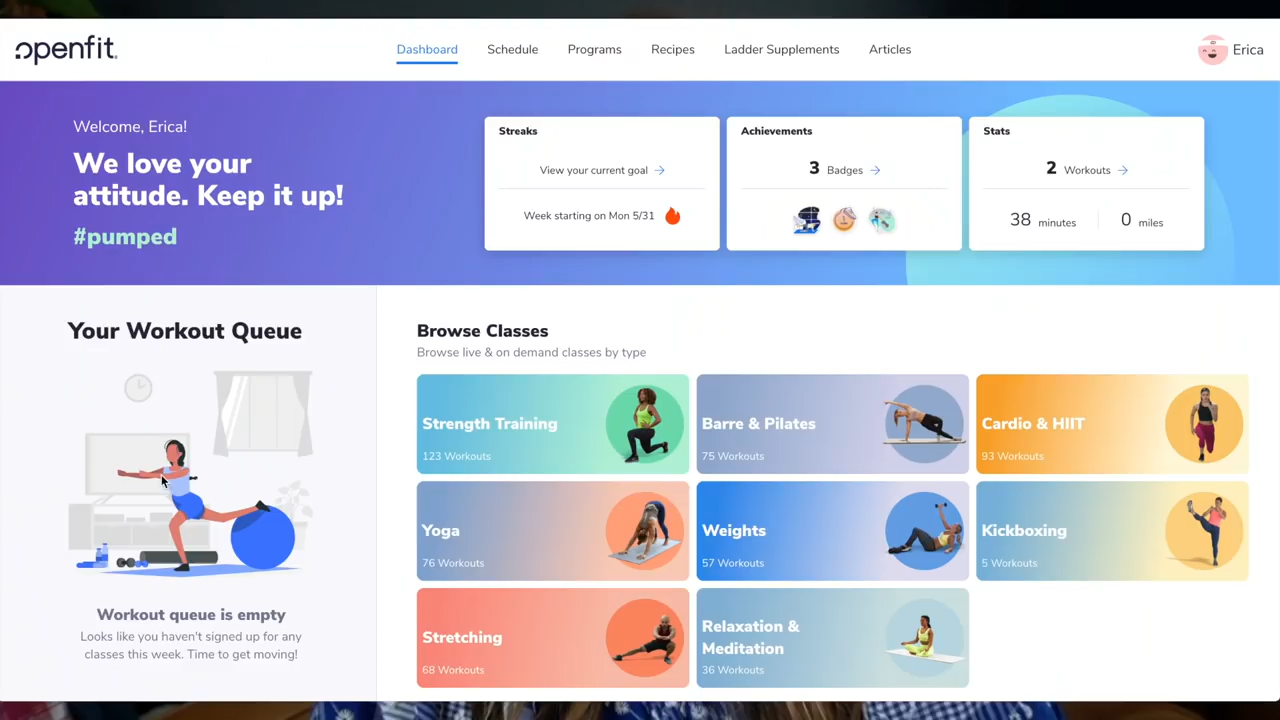 openfit.
Dashboard
Schedule
Programs
Recipes
Ladder Supplements
Articles
Erica
Welcome, Erica!
We love your
attitude. Keep it up!
#pumped
Streaks
View your current goal →
Week starting on Mon 5/31
Achievements
3 Badges →
Stats
2 Workouts →
38 minutes
0 miles
Your Workout Queue
Workout queue is empty
Looks like you haven't signed up for any
classes this week. Time to get moving!
Browse Classes
Browse live & on demand classes by type
Strength Training
123 Workouts
Barre & Pilates
75 Workouts
Cardio & HIIT
93 Workouts
Yoga
76 Workouts
Weights
57 Workouts
Kickboxing
5 Workouts
Stretching
68 Workouts
Relaxation &
Meditation
36 Workouts